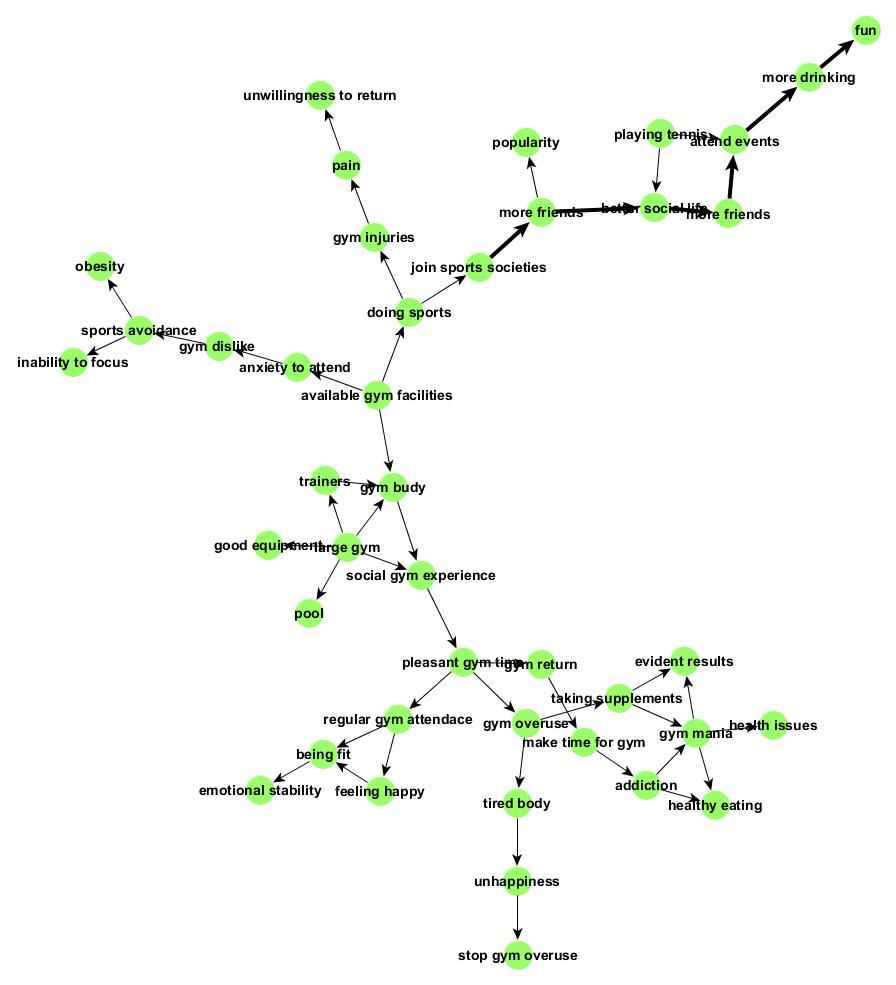 fun
more drinking
unwillingness to return
playing tennis
attend events
popularity
pain
better social life
more friends
more friends
gym injuries
join sports societies
obesity
doing sports
sports avoidance
gym dislike
inability to focus
anxiety to attend
available gym facilities
trainers
gym budy
good equipment
large gym
social gym experience
pool
pleasant gym time
gym return
evident results
taking supplements
regular gym attendace
gym overuse
health issues
gym mania
make time for gym
being fit
addiction
emotional stability
feeling happy
tired body
healthy eating
unhappiness
stop gym overuse